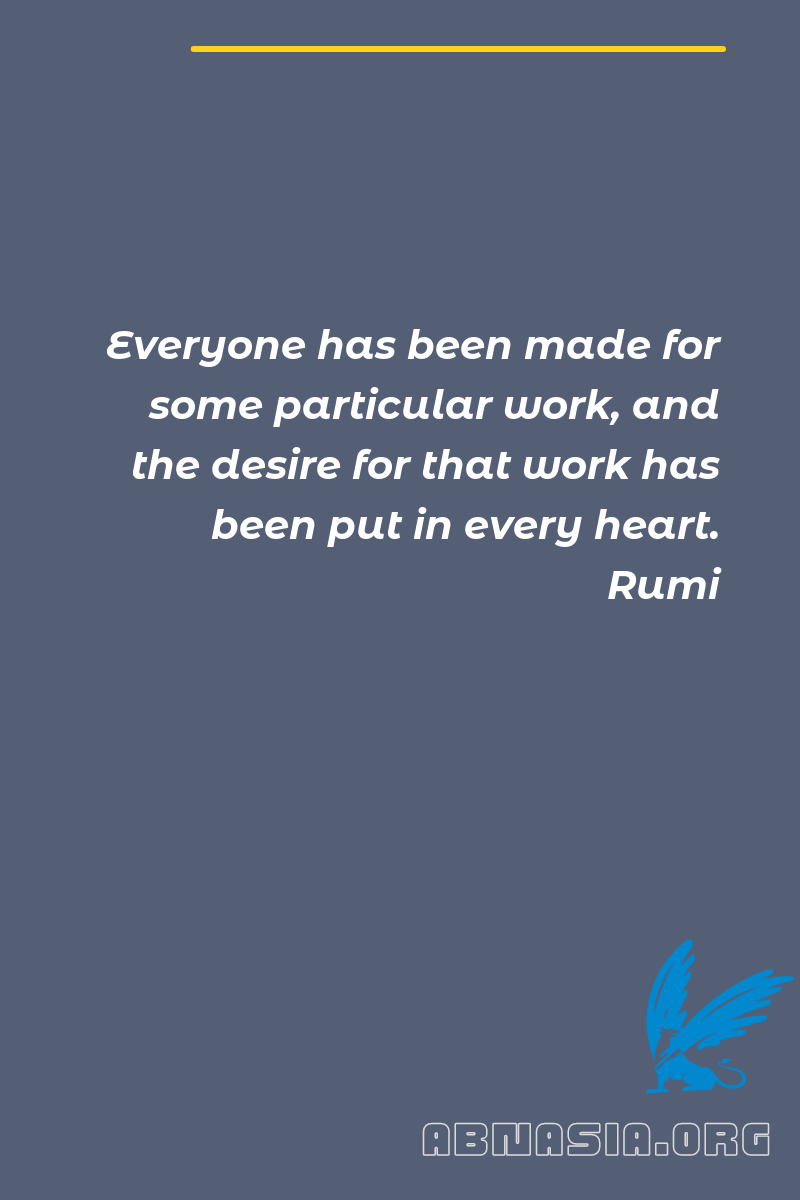 Everyone has been made for
some particular work, and
the desire for that work has
been put in every heart.
Rumi
ABNASIA.ORG